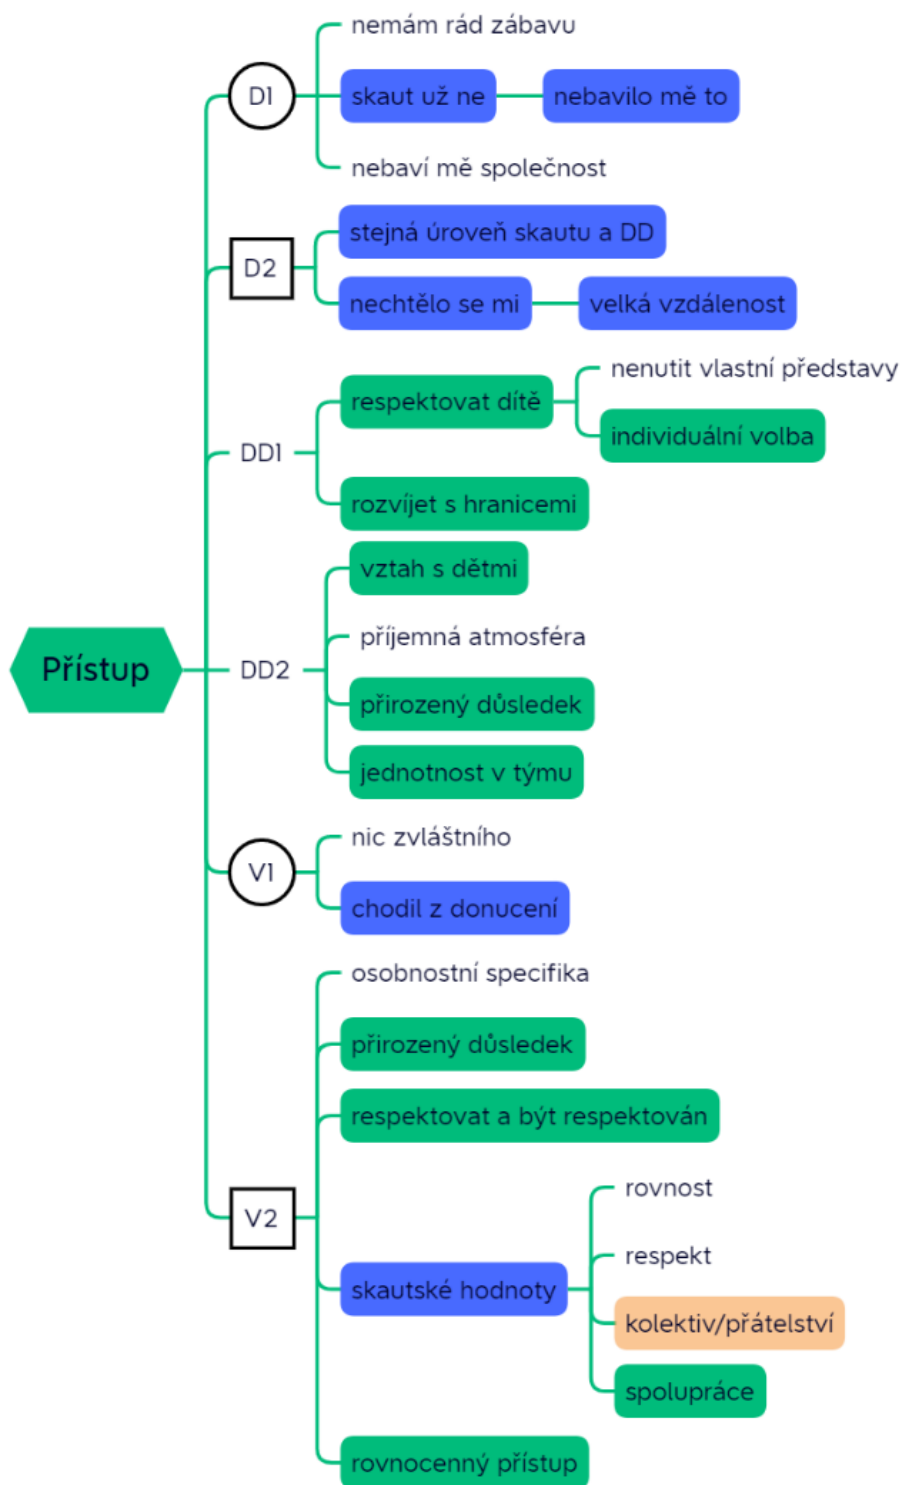 Přístup
D1
nemám rád zábavu
skaut už ne
nebavilo mě to
nebaví mě společnost
D2
stejná úroveň skautu a DD
nechtělo se mi
velká vzdálenost
DD1
respektovat dítě
nenutit vlastní představy
individuální volba
rozvíjet s hranicemi
DD2
vztah s dětmi
příjemná atmosféra
přirozený důsledek
jednotnost v týmu
V1
nic zvláštního
chodil z donucení
V2
osobnostní specifika
přirozený důsledek
respektovat a být respektován
skautské hodnoty
rovnost
respekt
kolektiv/přátelství
spolupráce
rovnocenný přístup